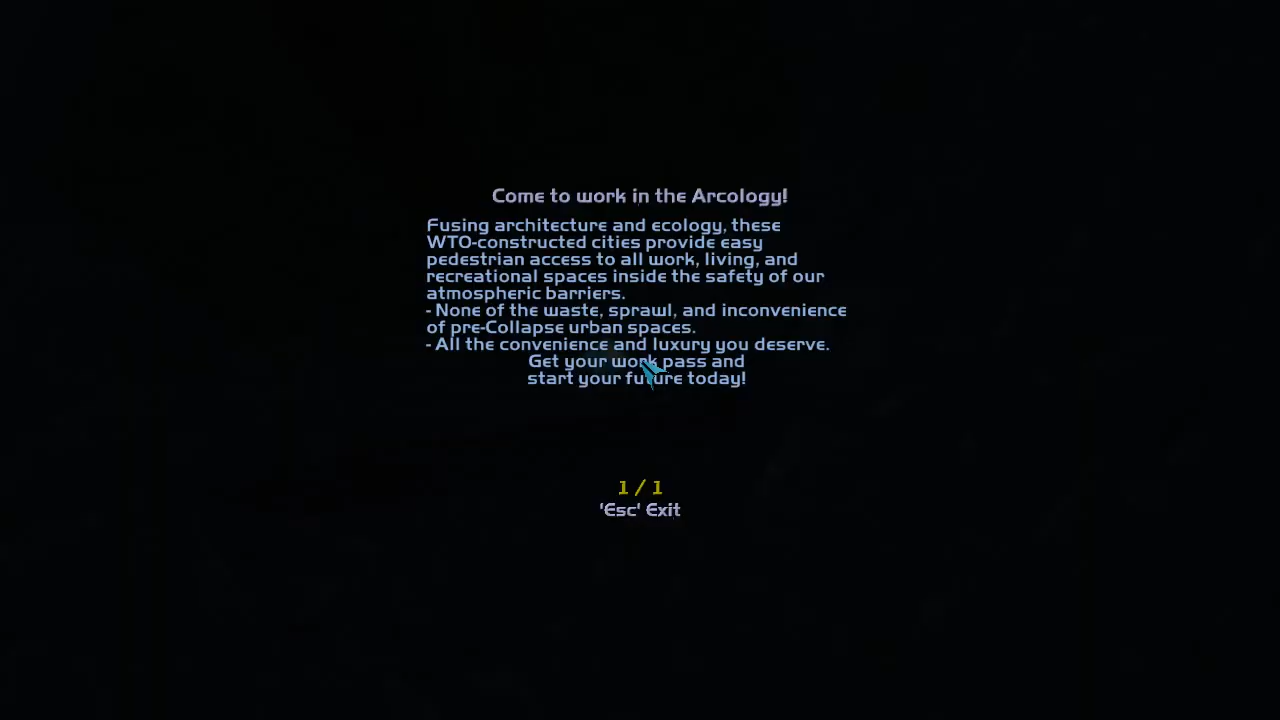 Come to work in the Arcology!
Fusing architecture and ecology, these
WTO-constructed cities provide easy
pedestrian access to all work, living, and
recreational spaces inside the safety of our
atmospheric barriers.
- None of the waste, sprawl, and inconvenience
of pre-Collapse urban spaces.
- All the convenience and luxury you deserve.
Get your work pass and
start your future today!
1 / 1
'Esc' Exit